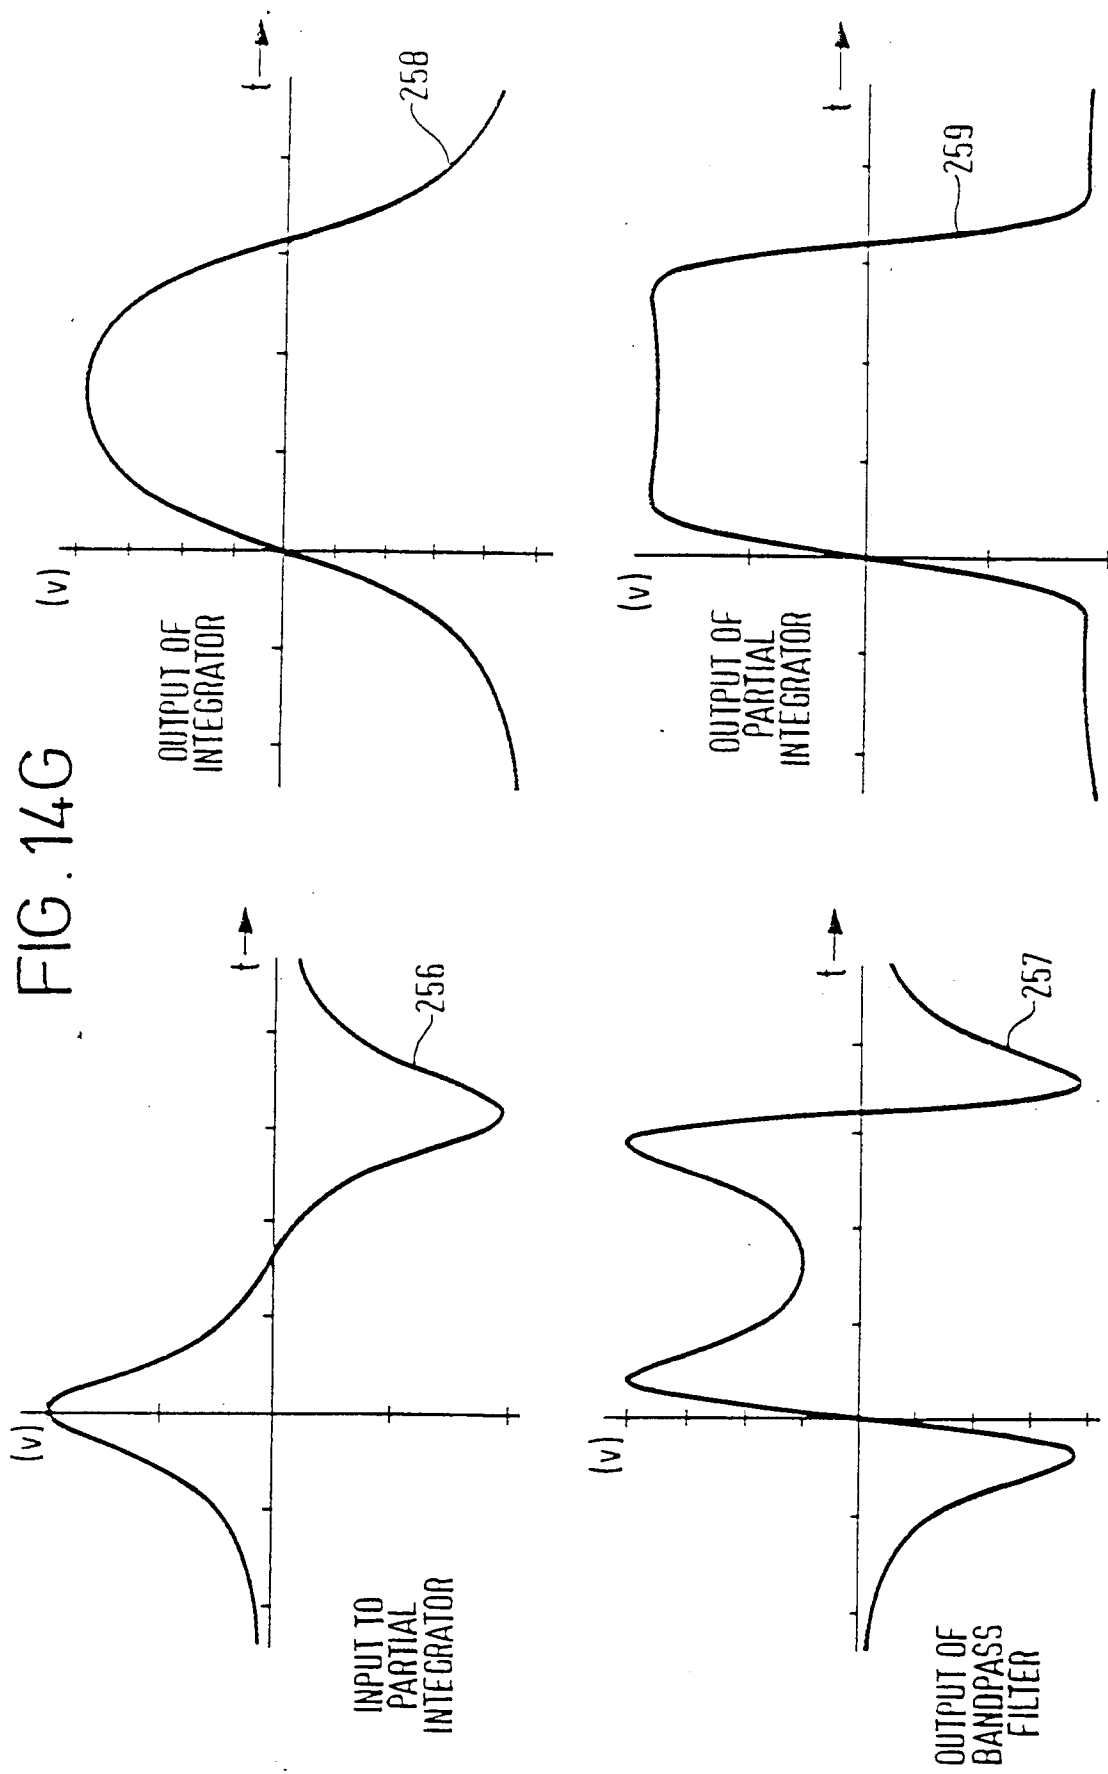 FIG. 14G
(v)
t
256
INPUT TO
PARTIAL
INTEGRATOR
(v)
t
258
OUTPUT OF
INTEGRATOR
(v)
t
257
OUTPUT OF
BANDPASS
FILTER
(v)
t
259
OUTPUT OF
PARTIAL
INTEGRATOR